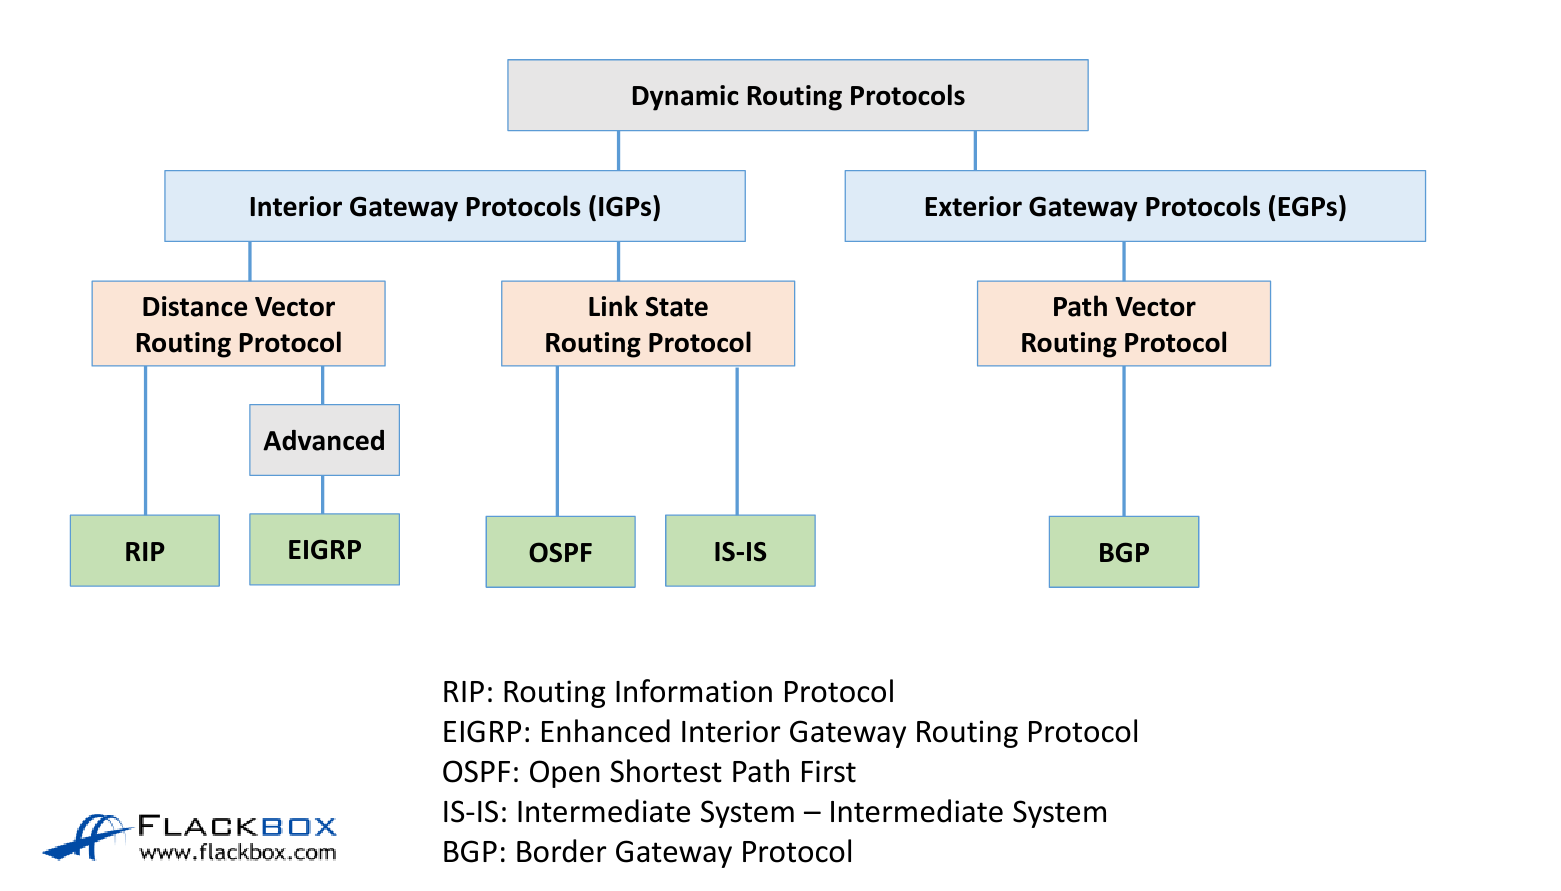 Dynamic Routing Protocols
Interior Gateway Protocols (IGPs)
Exterior Gateway Protocols (EGPs)
Distance Vector
Routing Protocol
Link State
Routing Protocol
Path Vector
Routing Protocol
Advanced
RIP
EIGRP
OSPF
IS-IS
BGP
RIP: Routing Information Protocol
EIGRP: Enhanced Interior Gateway Routing Protocol
OSPF: Open Shortest Path First
IS-IS: Intermediate System – Intermediate System
BGP: Border Gateway Protocol
FLACKBOX
www.flackbox.com